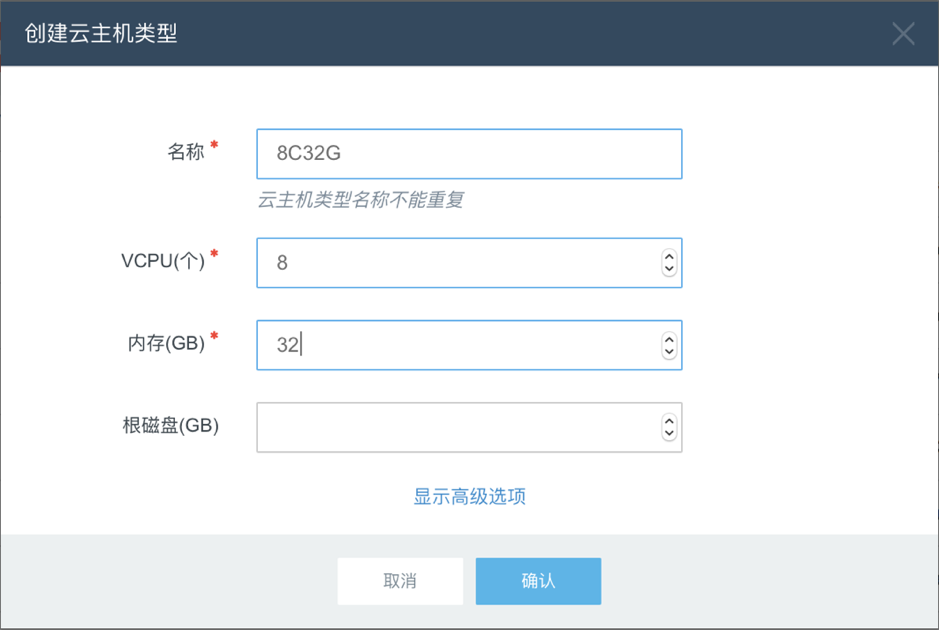 创建云主机类型
名称 *
8C32G
云主机类型名称不能重复
VCPU(个) *
8
内存(GB) *
32
根磁盘(GB)
显示高级选项
取消
确认